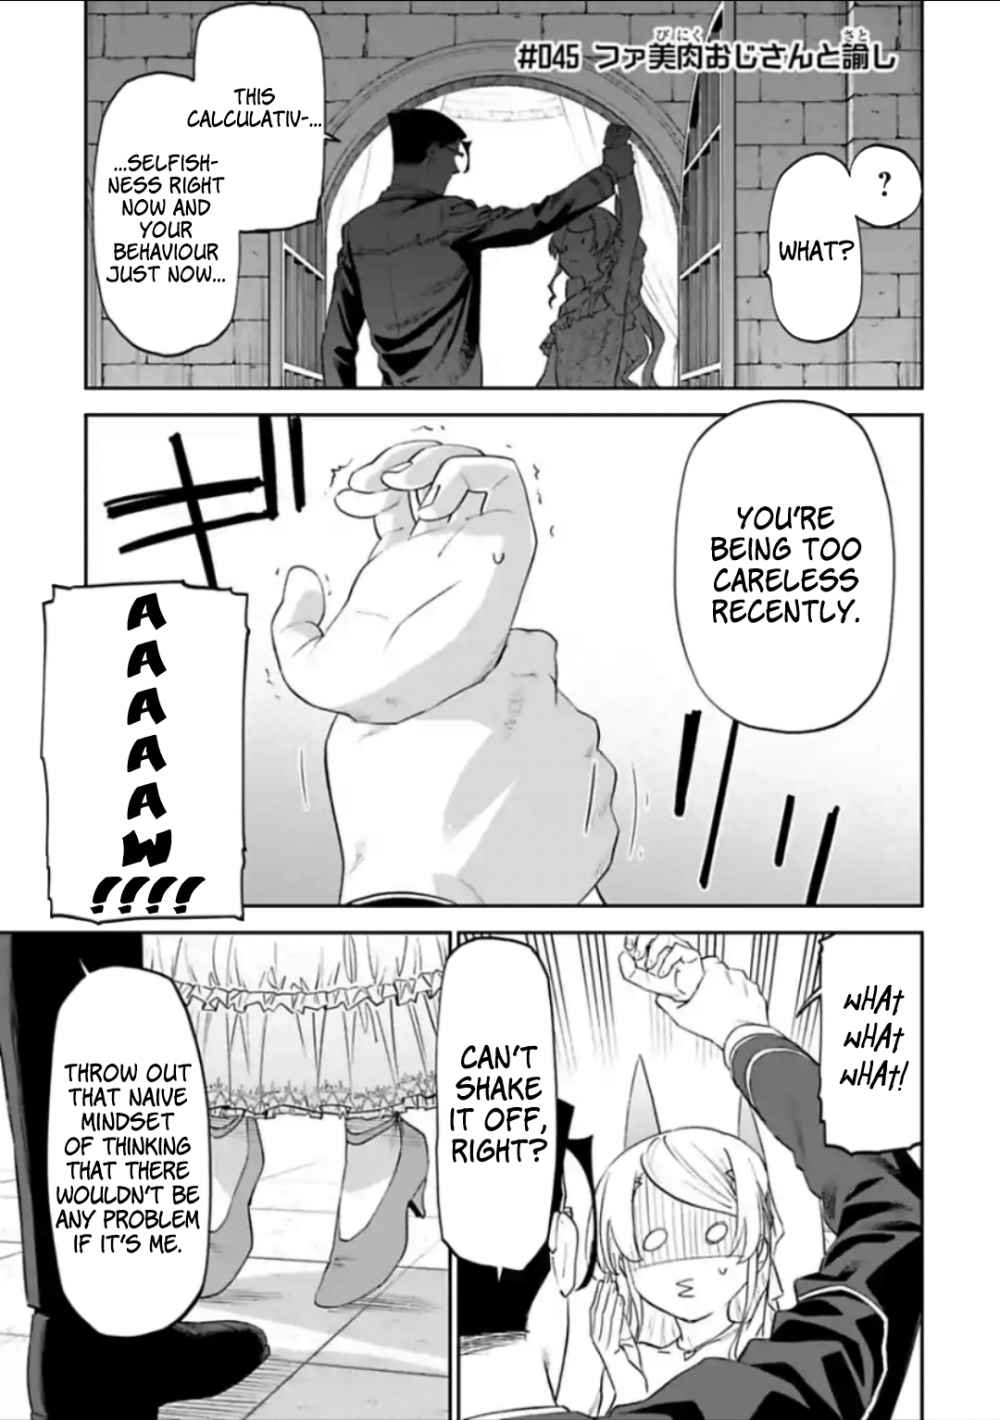 #045 ファ美肉おじさんと諭し
びにく
さと
?
WHAT?
THIS
CALCULATIV-...
...SELFISH-
NESS RIGHT
NOW AND
YOUR
BEHAVIOUR
JUST NOW...
YOU'RE
BEING TOO
CARELESS
RECENTLY.
ギリ
A
A
A
A
A
W
!!!!
WHAT
WHAT
WHAT!
CAN'T
SHAKE
IT OFF,
RIGHT?
THROW OUT
THAT NAIVE
MINDSET
OF THINKING
THAT THERE
WOULDN'T BE
ANY PROBLEM
IF IT'S ME.